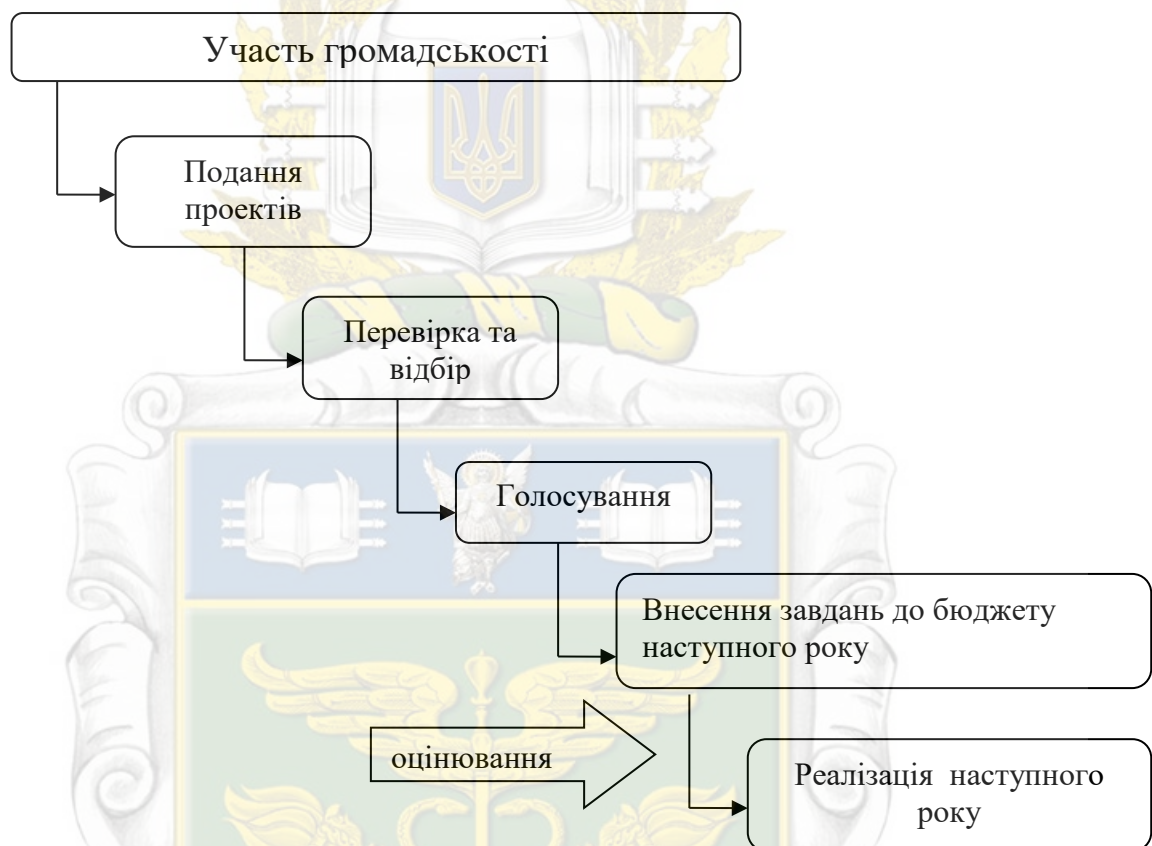 Участь громадськості
Подання
проектів
Перевірка та
відбір
Голосування
Внесення завдань до бюджету
наступного року
оцінювання
Реалізація наступного
року